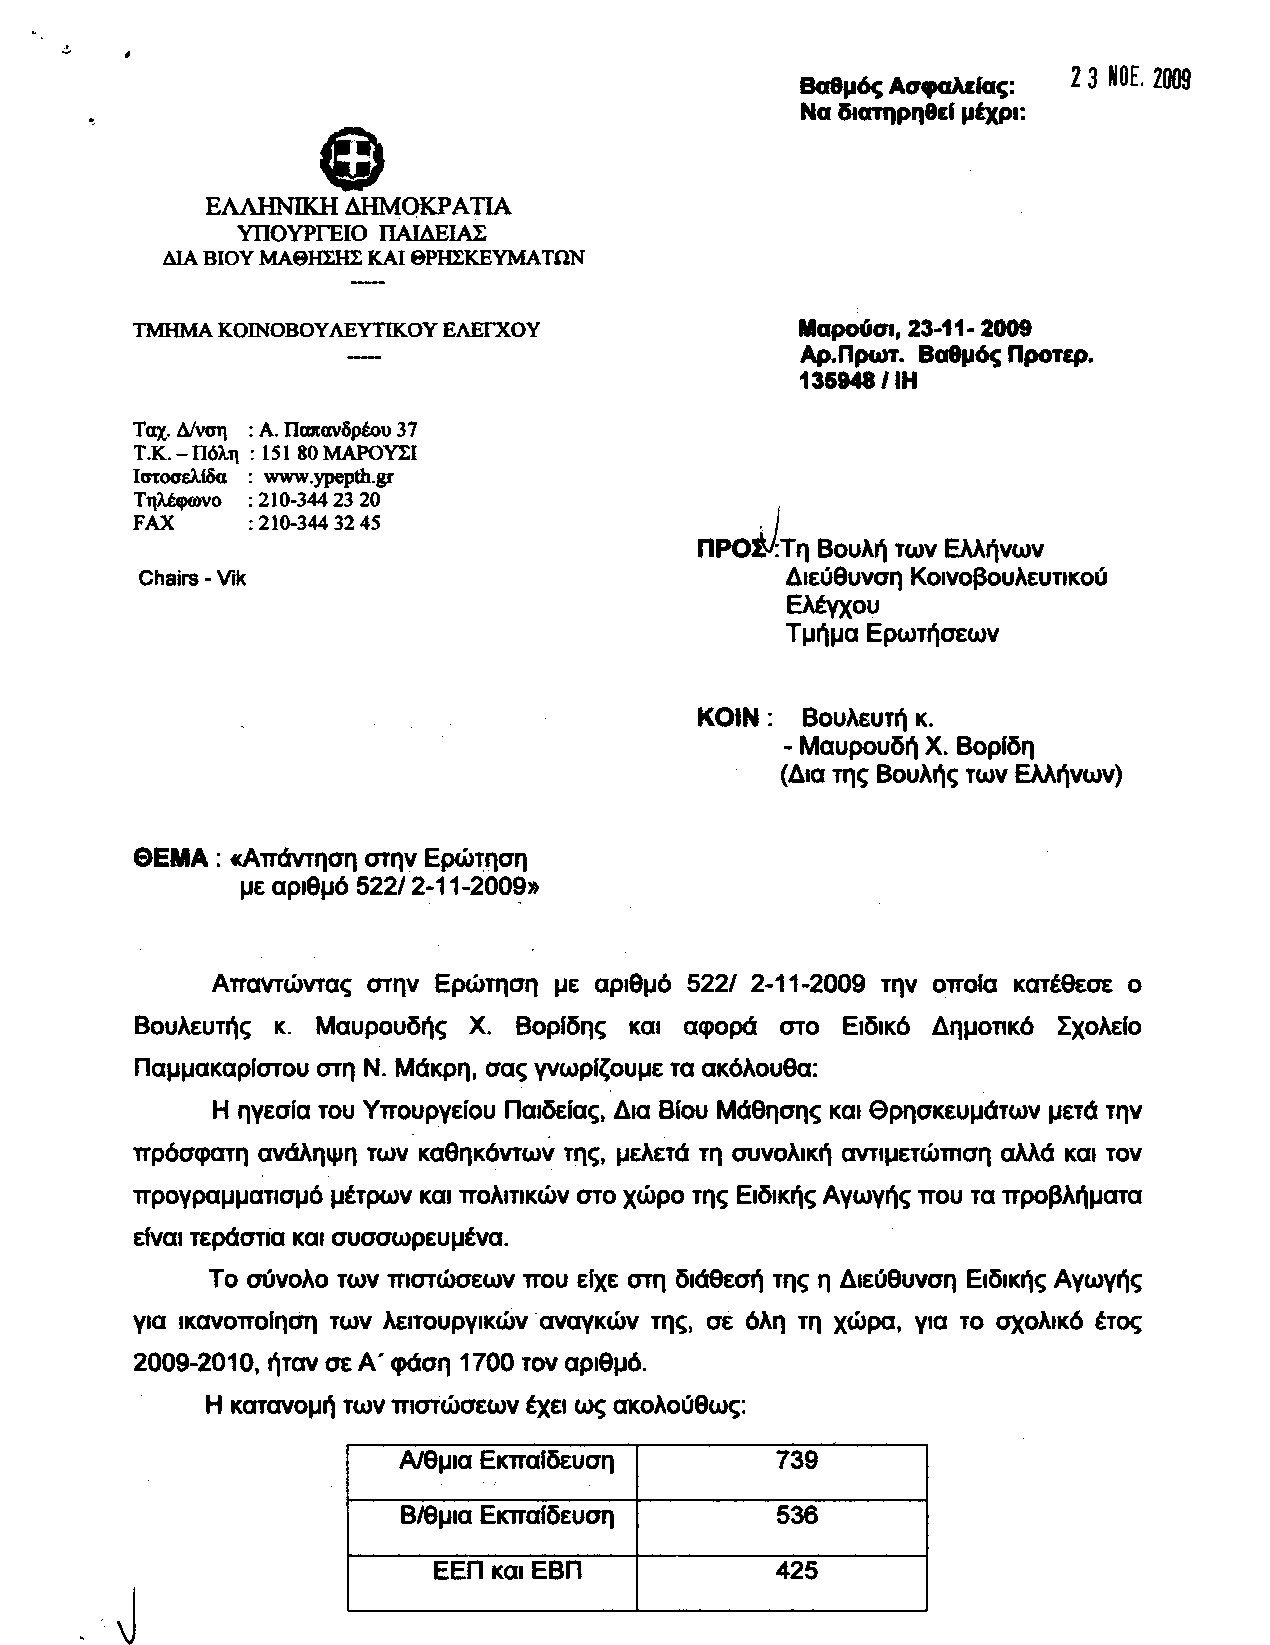 Βαθμός Ασφαλείας: 23 ΝΟΕ. 2009
Να διατηρηθεί μέχρι:
ΕΛΛΗΝΙΚΗ ΔΗΜΟΚΡΑΤΙΑ
ΥΠΟΥΡΓΕΙΟ ΠΑΙΔΕΙΑΣ
ΔΙΑ ΒΙΟΥ ΜΑΘΗΣΗΣ ΚΑΙ ΘΡΗΣΚΕΥΜΑΤΩΝ
-----
ΤΜΗΜΑ ΚΟΙΝΟΒΟΥΛΕΥΤΙΚΟΥ ΕΛΕΓΧΟΥ
-----
Μαρούσι, 23-11- 2009
Αρ.Πρωτ. Βαθμός Προτερ.
135948 / ΙΗ
Ταχ. Δ/νση : Α. Παπανδρέου 37
Τ.Κ. – Πόλη : 151 80 ΜΑΡΟΥΣΙ
Ιστοσελίδα : www.ypepth.gr
Τηλέφωνο : 210-344 23 20
FAX : 210-344 32 45
Chairs - Vik
ΠΡΟΣ :Τη Βουλή των Ελλήνων
Διεύθυνση Κοινοβουλευτικού
Ελέγχου
Τμήμα Ερωτήσεων
ΚΟΙΝ : Βουλευτή κ.
- Μαυρουδή Χ. Βορίδη
(Δια της Βουλής των Ελλήνων)
ΘΕΜΑ : «Απάντηση στην Ερώτηση
με αριθμό 522/ 2-11-2009»
Απαντώντας στην Ερώτηση με αριθμό 522/ 2-11-2009 την οποία κατέθεσε ο
Βουλευτής κ. Μαυρουδής Χ. Βορίδης και αφορά στο Ειδικό Δημοτικό Σχολείο
Παμμακαρίστου στη Ν. Μάκρη, σας γνωρίζουμε τα ακόλουθα:
Η ηγεσία του Υπουργείου Παιδείας, Δια Βίου Μάθησης και Θρησκευμάτων μετά την
πρόσφατη ανάληψη των καθηκόντων της, μελετά τη συνολική αντιμετώπιση αλλά και τον
προγραμματισμό μέτρων και πολιτικών στο χώρο της Ειδικής Αγωγής που τα προβλήματα
είναι τεράστια και συσσωρευμένα.
Το σύνολο των πιστώσεων που είχε στη διάθεσή της η Διεύθυνση Ειδικής Αγωγής
για ικανοποίηση των λειτουργικών αναγκών της, σε όλη τη χώρα, για το σχολικό έτος
2009-2010, ήταν σε Α΄ φάση 1700 τον αριθμό.
Η κατανομή των πιστώσεων έχει ως ακολούθως:
Α/θμια Εκπαίδευση 739
Β/θμια Εκπαίδευση 536
ΕΕΠ και ΕΒΠ 425